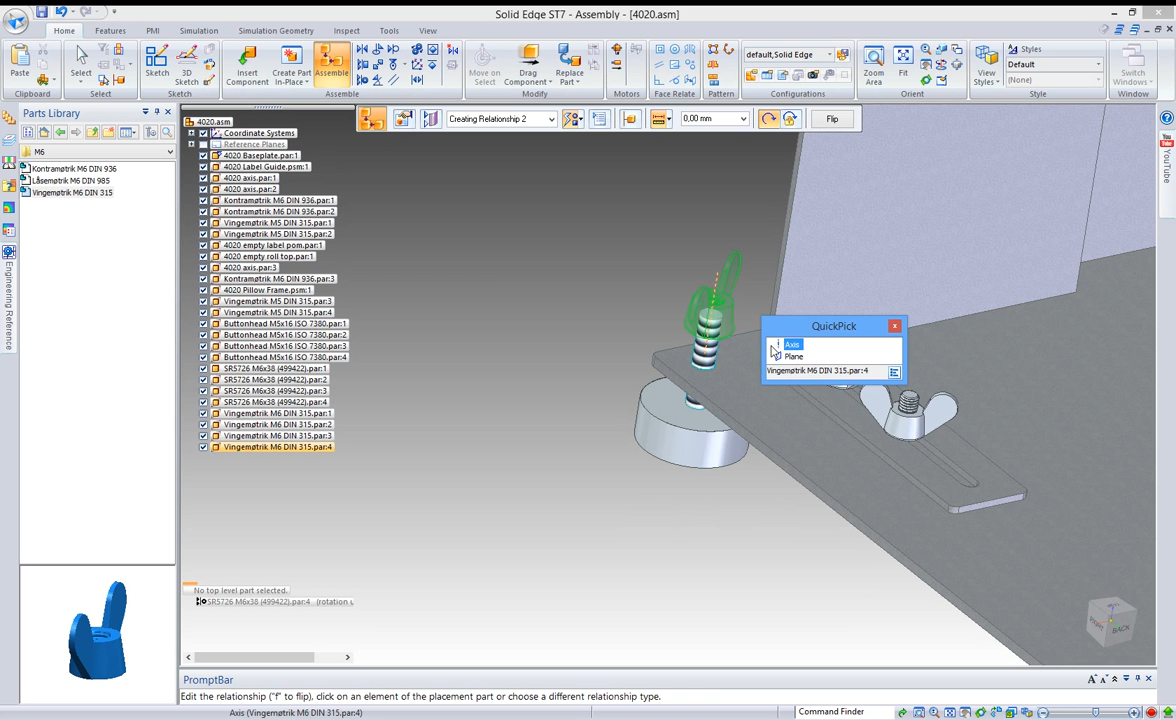 Solid Edge ST7 - Assembly - [4020.asm]
Home
Features
PMI
Simulation
Simulation Geometry
Inspect
Tools
View
Paste
Select
Sketch
3D Sketch
Insert Component
Create Part In-Place
Assemble
Move on Select
Drag Component
Replace Part
default,Solid Edge
Zoom Area
Fit
View Styles
Styles
Default
(None)
Switch Windows
Clipboard
Select
Sketch
Assemble
Modify
Motors
Face Relate
Pattern
Configurations
Orient
Style
Window
Parts Library
M6
Kontramøtrik M6 DIN 936
Låsemøtrik M6 DIN 985
Vingemøtrik M6 DIN 315
Engineering Reference
YouTube
Creating Relationship 2
0,00 mm
Flip
4020.asm
Coordinate Systems
Reference Planes
4020 Baseplate.par:1
4020 Label Guide.psm:1
4020 axis.par:1
4020 axis.par:2
Kontramøtrik M6 DIN 936.par:1
Kontramøtrik M6 DIN 936.par:2
Vingemøtrik M5 DIN 315.par:1
Vingemøtrik M5 DIN 315.par:2
4020 empty label pom.par:1
4020 empty roll top.par:1
4020 axis.par:3
Kontramøtrik M6 DIN 936.par:3
4020 Pillow Frame.psm:1
Vingemøtrik M5 DIN 315.par:3
Vingemøtrik M5 DIN 315.par:4
Buttonhead M5x16 ISO 7380.par:1
Buttonhead M5x16 ISO 7380.par:2
Buttonhead M5x16 ISO 7380.par:3
Buttonhead M5x16 ISO 7380.par:4
SR5726 M6x38 (499422).par:1
SR5726 M6x38 (499422).par:2
SR5726 M6x38 (499422).par:3
SR5726 M6x38 (499422).par:4
Vingemøtrik M6 DIN 315.par:1
Vingemøtrik M6 DIN 315.par:2
Vingemøtrik M6 DIN 315.par:3
Vingemøtrik M6 DIN 315.par:4
QuickPick
Axis
Plane
Vingemøtrik M6 DIN 315.par:4
No top level part selected.
SR5726 M6x38 (499422).par:4 (rotation u
RIGHT
BACK
PromptBar
Edit the relationship ("f" to flip), click on an element of the placement part or choose a different relationship type.
Axis (Vingemøtrik M6 DIN 315.par:4)
Command Finder